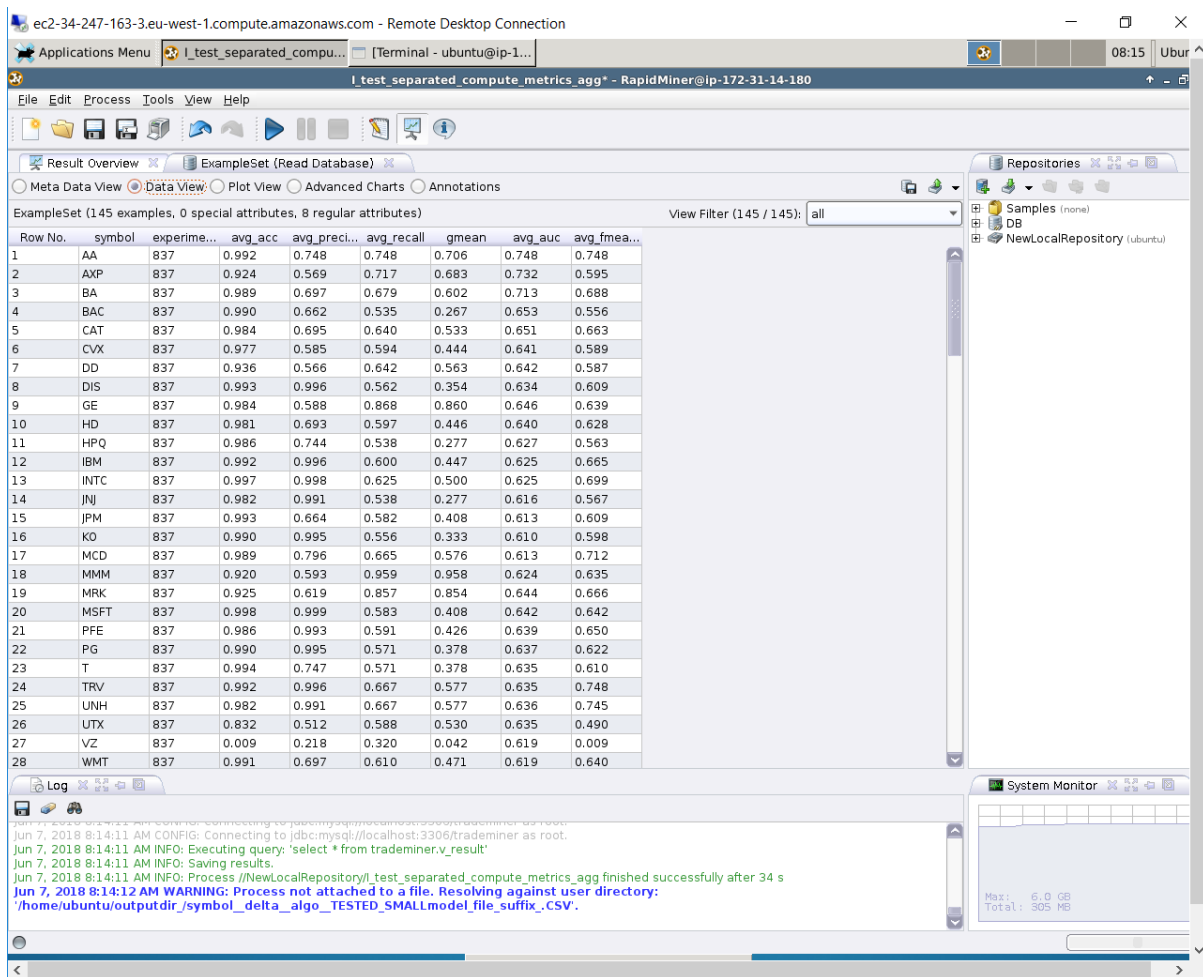 ec2-34-247-163-3.eu-west-1.compute.amazonaws.com - Remote Desktop Connection
Applications Menu I_test_separated_compu... [Terminal - ubuntu@ip-1... 08:15 Ubur
I_test_separated_compute_metrics_agg* – RapidMiner@ip-172-31-14-180
File Edit Process Tools View Help
Result Overview ExampleSet (Read Database) Repositories
Meta Data View Data View Plot View Advanced Charts Annotations
Samples (none)
DB
NewLocalRepository (ubuntu)
ExampleSet (145 examples, 0 special attributes, 8 regular attributes) View Filter (145 / 145): all
Row No. symbol experime... avg_acc avg_preci... avg_recall gmean avg_auc avg_fmea...
1 AA 837 0.992 0.748 0.748 0.706 0.748 0.748
2 AXP 837 0.924 0.569 0.717 0.683 0.732 0.595
3 BA 837 0.989 0.697 0.679 0.602 0.713 0.688
4 BAC 837 0.990 0.662 0.535 0.267 0.653 0.556
5 CAT 837 0.984 0.695 0.640 0.533 0.651 0.663
6 CVX 837 0.977 0.585 0.594 0.444 0.641 0.589
7 DD 837 0.936 0.566 0.642 0.563 0.642 0.587
8 DIS 837 0.993 0.996 0.562 0.354 0.634 0.609
9 GE 837 0.984 0.588 0.868 0.860 0.646 0.639
10 HD 837 0.981 0.693 0.597 0.446 0.640 0.628
11 HPQ 837 0.986 0.744 0.538 0.277 0.627 0.563
12 IBM 837 0.992 0.996 0.600 0.447 0.625 0.665
13 INTC 837 0.997 0.998 0.625 0.500 0.625 0.699
14 JNJ 837 0.982 0.991 0.538 0.277 0.616 0.567
15 JPM 837 0.993 0.664 0.582 0.408 0.613 0.609
16 KO 837 0.990 0.995 0.556 0.333 0.610 0.598
17 MCD 837 0.989 0.796 0.665 0.576 0.613 0.712
18 MMM 837 0.920 0.593 0.959 0.958 0.624 0.635
19 MRK 837 0.925 0.619 0.857 0.854 0.644 0.666
20 MSFT 837 0.998 0.999 0.583 0.408 0.642 0.642
21 PFE 837 0.986 0.993 0.591 0.426 0.639 0.650
22 PG 837 0.990 0.995 0.571 0.378 0.637 0.622
23 T 837 0.994 0.747 0.571 0.378 0.635 0.610
24 TRV 837 0.992 0.996 0.667 0.577 0.635 0.748
25 UNH 837 0.982 0.991 0.667 0.577 0.636 0.745
26 UTX 837 0.832 0.512 0.588 0.530 0.635 0.490
27 VZ 837 0.009 0.218 0.320 0.042 0.619 0.009
28 WMT 837 0.991 0.697 0.610 0.471 0.619 0.640
Log System Monitor
Jun 7, 2018 8:14:11 AM CONFIG: Connecting to jdbc:mysql://localhost:3306/trademiner as root.
Jun 7, 2018 8:14:11 AM CONFIG: Connecting to jdbc:mysql://localhost:3306/trademiner as root.
Jun 7, 2018 8:14:11 AM INFO: Executing query: 'select * from trademiner.v_result'
Jun 7, 2018 8:14:11 AM INFO: Saving results.
Jun 7, 2018 8:14:11 AM INFO: Process //NewLocalRepository/I_test_separated_compute_metrics_agg finished successfully after 34 s
Jun 7, 2018 8:14:12 AM WARNING: Process not attached to a file. Resolving against user directory:
'/home/ubuntu/outputdir_/symbol__delta__algo__TESTED_SMALLmodel_file_suffix_.CSV'.
Max: 6.0 GB
Total: 305 MB